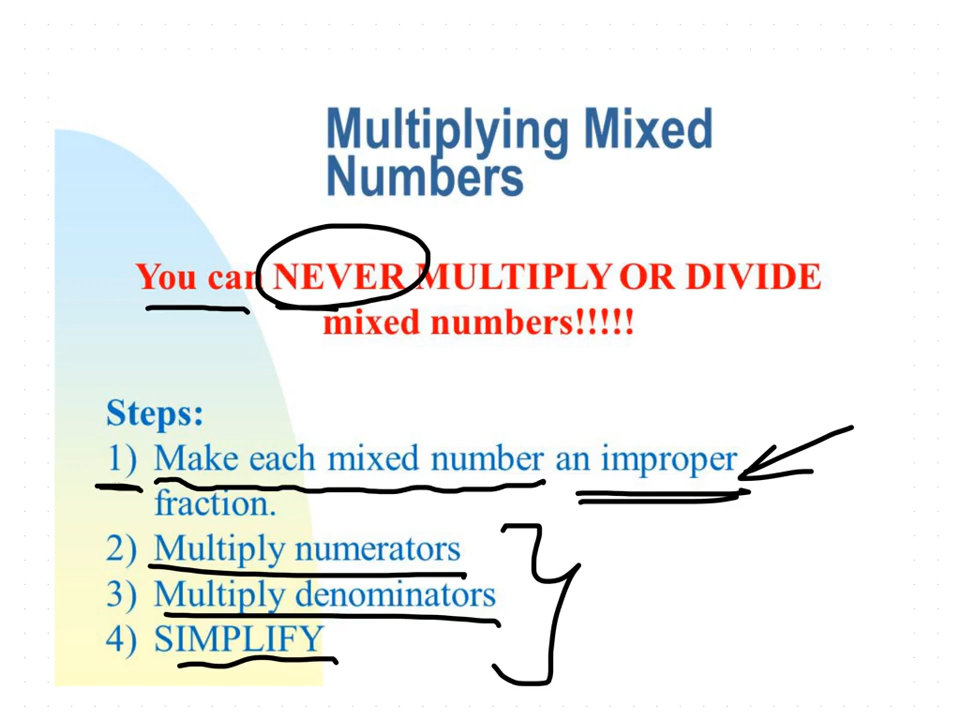 Multiplying Mixed
Numbers
You can NEVER MULTIPLY OR DIVIDE
mixed numbers!!!!!
Steps:
1) Make each mixed number an improper
fraction.
2) Multiply numerators
3) Multiply denominators
4) SIMPLIFY